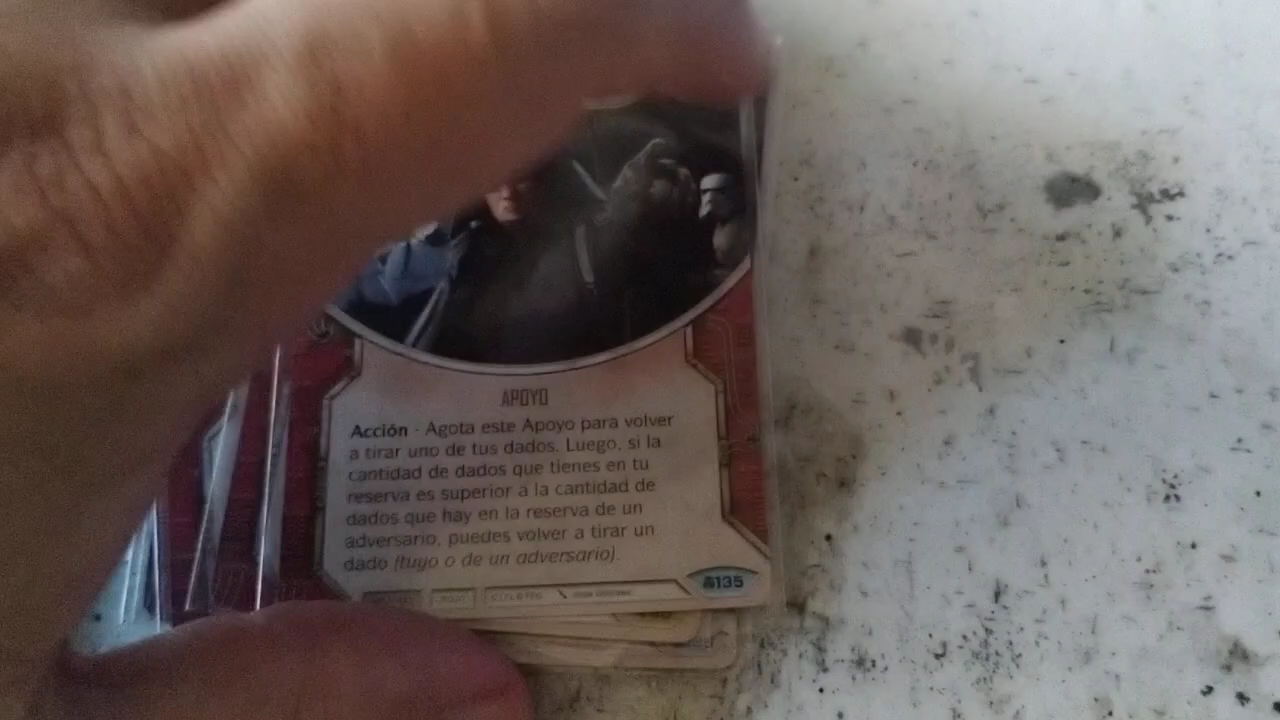 APOYO
Acción - Agota este Apoyo para volver
a tirar uno de tus dados. Luego, si la
cantidad de dados que tienes en tu
reserva es superior a la cantidad de
dados que hay en la reserva de un
adversario, puedes volver a tirar un
dado (tuyo o de un adversario).
135